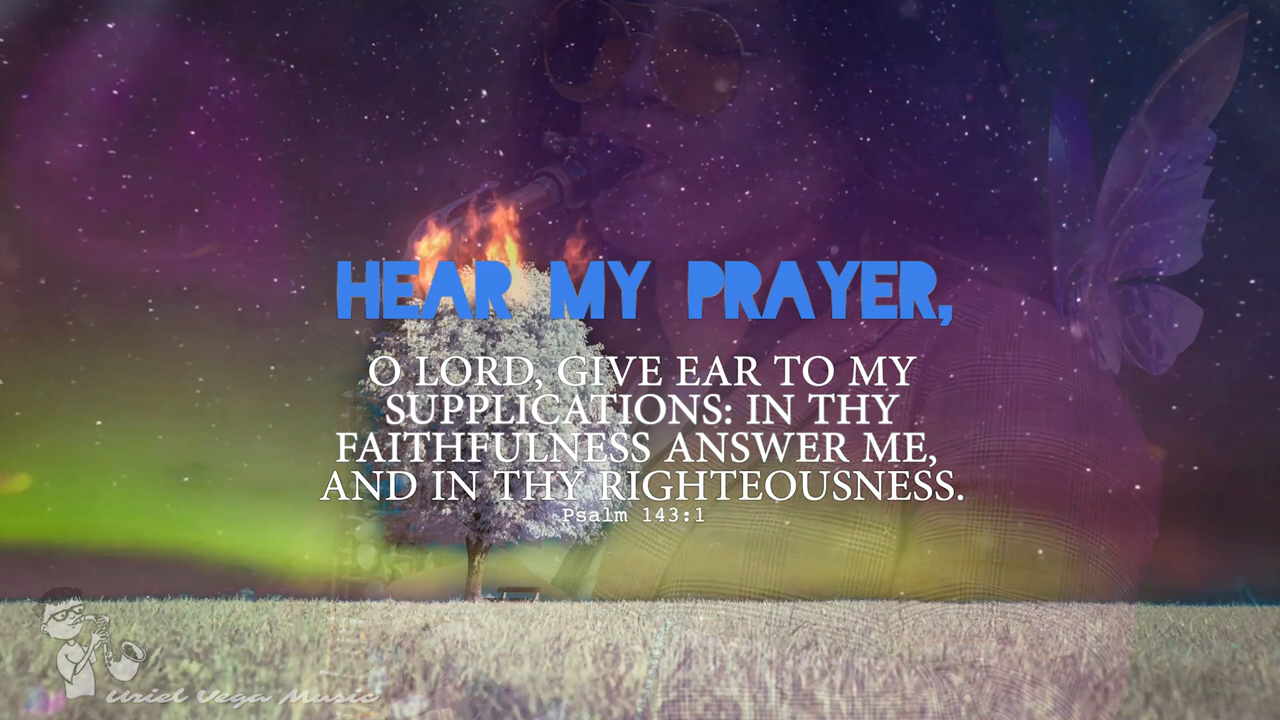 HEAR MY PRAYER,
O LORD, GIVE EAR TO MY
SUPPLICATIONS: IN THY
FAITHFULNESS ANSWER ME,
AND IN THY RIGHTEOUSNESS.
Psalm 143:1
Uriel Vega Music